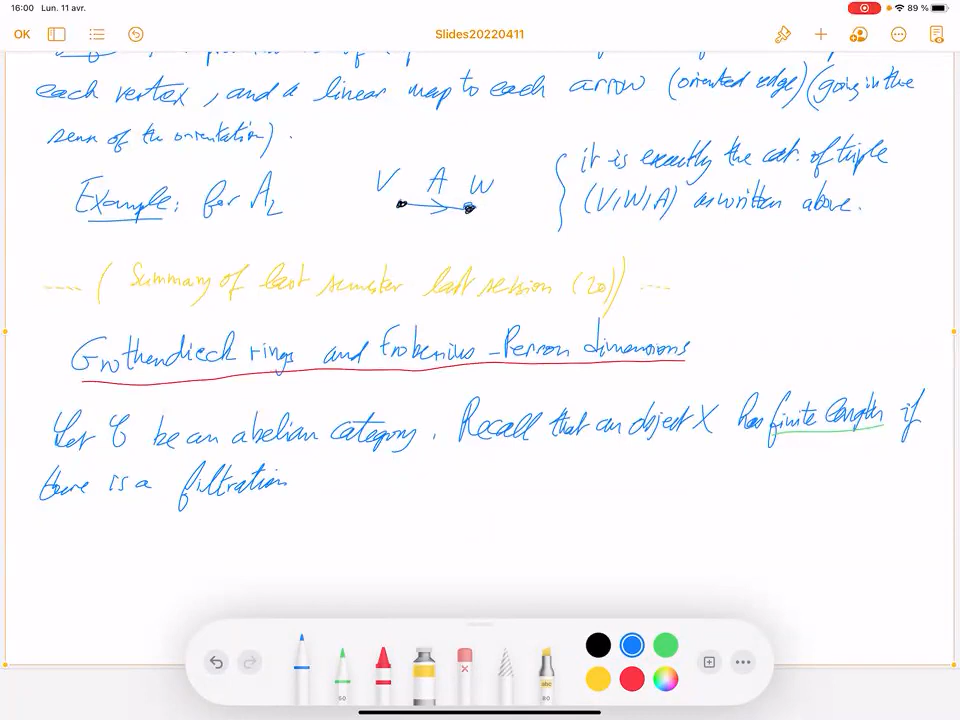 16:00 Lun. 11 avr.
89 %
OK
Slides20220411
each vertex, and a linear map to each arrow (oriented edge) (going in the
sense of the orientation).
Example: for A2
V A W
it is exactly the cat. of triple
(V,W,A) as written above.
..... ( Summary of last semester last session (20)) ....
Grothendieck rings and Frobenius-Perron dimensions
Let C be an abelian category. Recall that an object X has finite length if
there is a filtration
50
abc
80